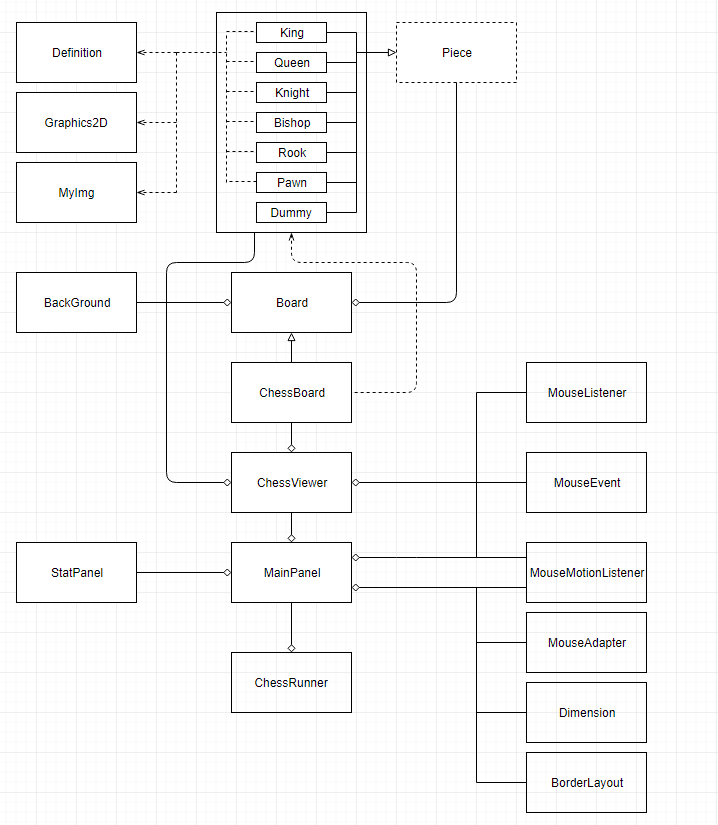 Definition
Graphics2D
MyImg
King
Queen
Knight
Bishop
Rook
Pawn
Dummy
Piece
BackGround
Board
ChessBoard
MouseListener
ChessViewer
MouseEvent
StatPanel
MainPanel
MouseMotionListener
MouseAdapter
ChessRunner
Dimension
BorderLayout